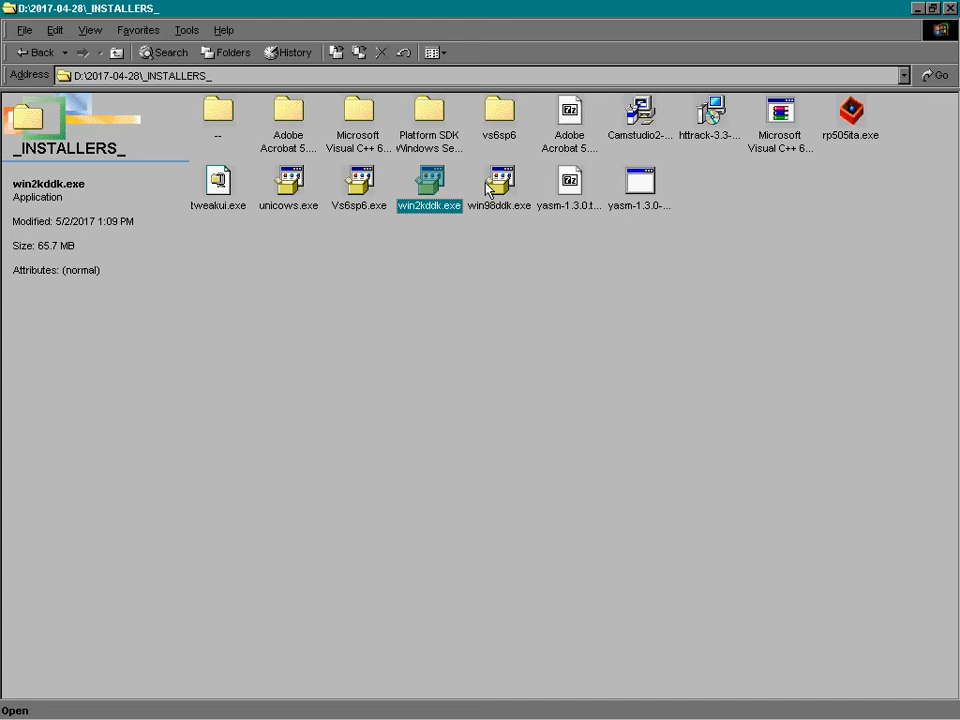 D:\2017-04-28\_INSTALLERS_
File Edit View Favorites Tools Help
Back Search Folders History
Address D:\2017-04-28\_INSTALLERS_ Go
_INSTALLERS_
win2kddk.exe
Application
Modified: 5/2/2017 1:09 PM
Size: 65.7 MB
Attributes: (normal)
--
Adobe
Acrobat 5....
Microsoft
Visual C++ 6...
Platform SDK
Windows Se...
vs6sp6
Adobe
Acrobat 5....
Camstudio2-...
httrack-3.3-...
Microsoft
Visual C++ 6...
rp505ita.exe
tweakui.exe
unicows.exe
Vs6sp6.exe
win2kddk.exe
win98ddk.exe
yasm-1.3.0.t...
yasm-1.3.0-...
Open